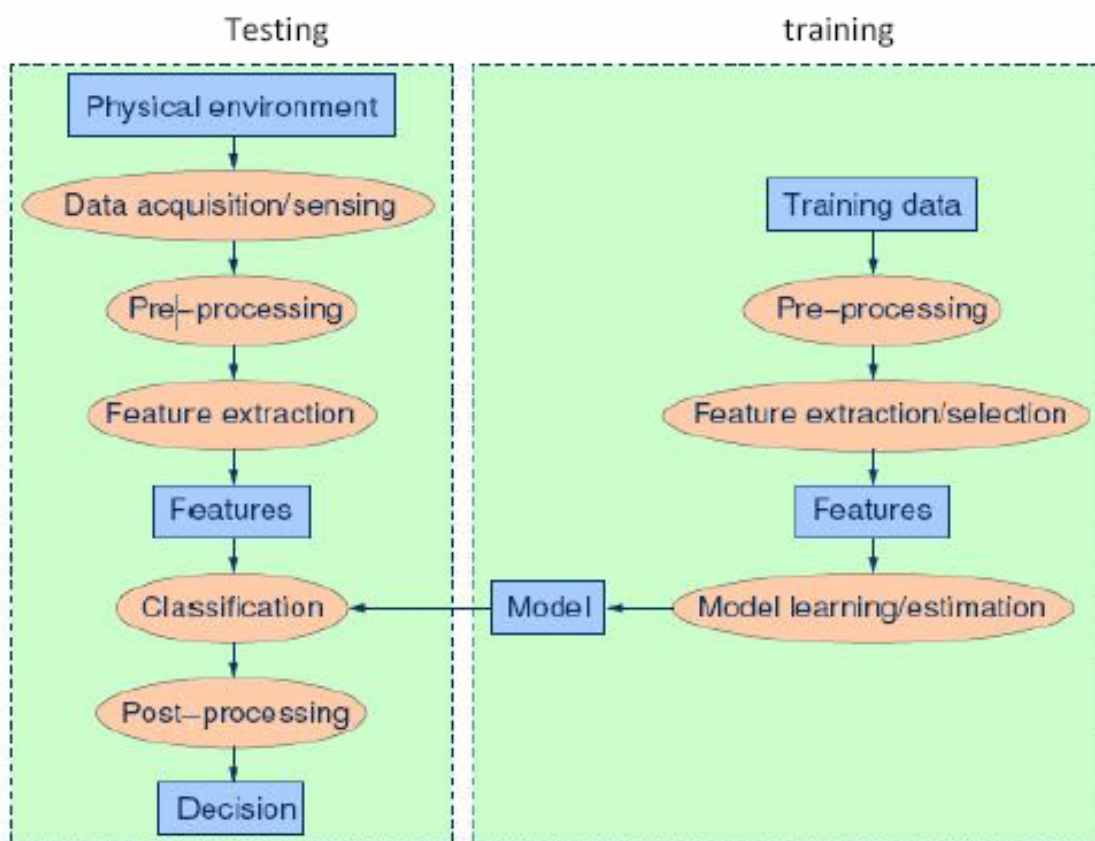 Testing
training
Physical environment
Data acquisition/sensing
Pre-processing
Feature extraction
Features
Classification
Post-processing
Decision
Training data
Pre-processing
Feature extraction/selection
Features
Model learning/estimation
Model